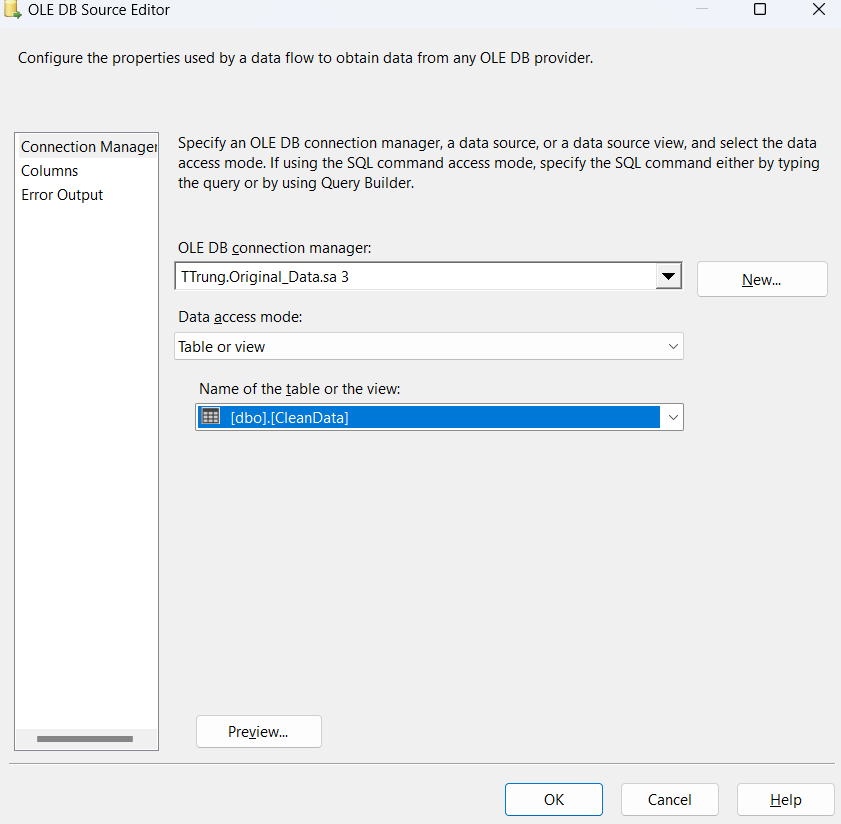 OLE DB Source Editor
Configure the properties used by a data flow to obtain data from any OLE DB provider.
Connection Manager
Columns
Error Output
Specify an OLE DB connection manager, a data source, or a data source view, and select the data
access mode. If using the SQL command access mode, specify the SQL command either by typing
the query or by using Query Builder.
OLE DB connection manager:
TTrung.Original_Data.sa 3
New...
Data access mode:
Table or view
Name of the table or the view:
[dbo].[CleanData]
Preview...
OK
Cancel
Help